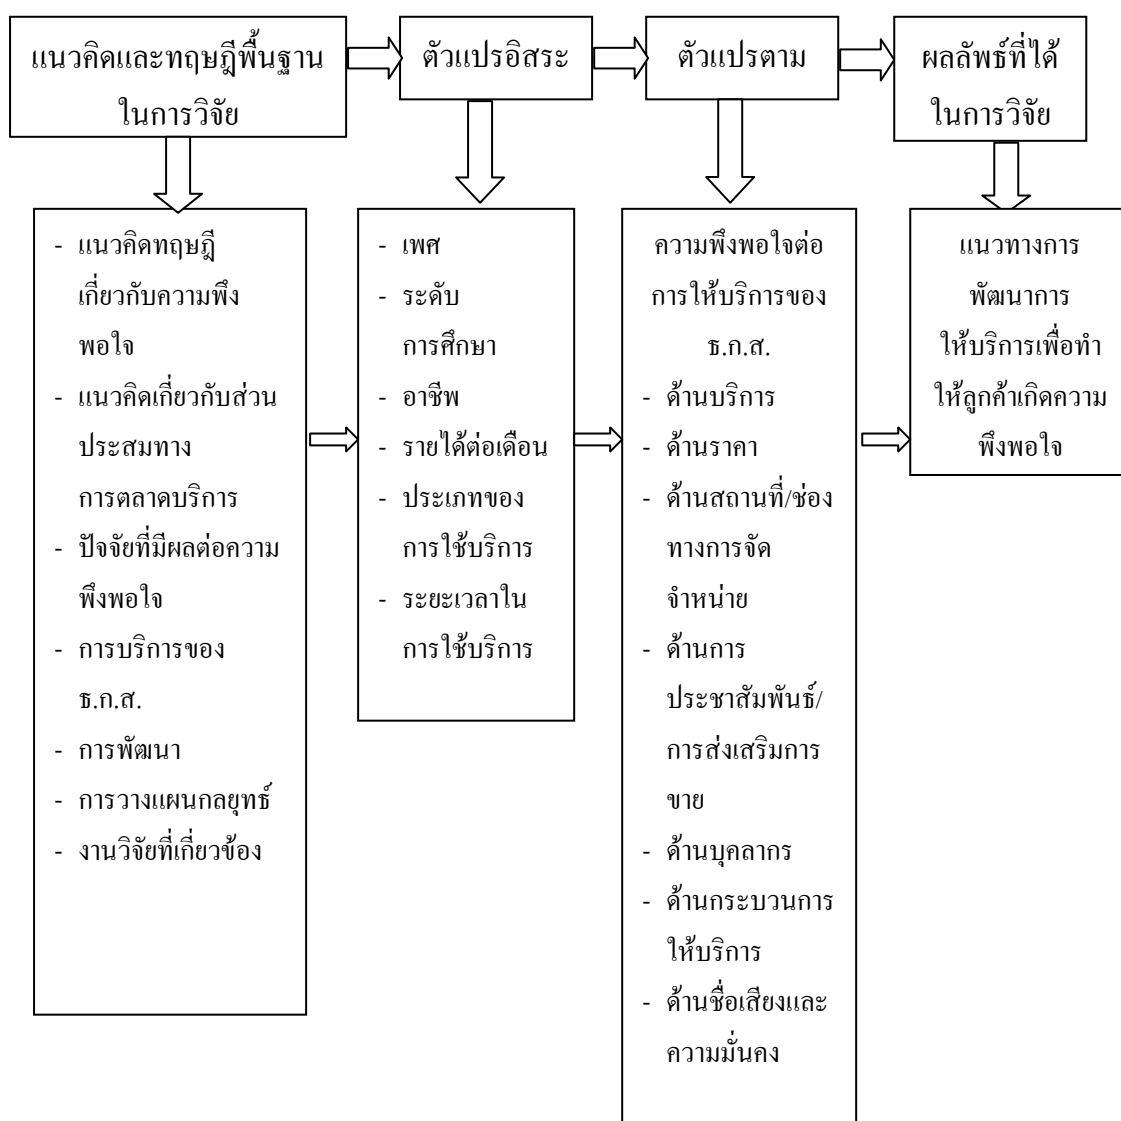 แนวคิดและทฤษฎีพื้นฐาน
ในการวิจัย
ตัวแปรอิสระ
ตัวแปรตาม
ผลลัพธ์ที่ได้
ในการวิจัย
- แนวคิดทฤษฎี
เกี่ยวกับความพึง
พอใจ
- แนวคิดเกี่ยวกับส่วน
ประสมทาง
การตลาดบริการ
- ปัจจัยที่มีผลต่อความ
พึงพอใจ
- การบริการของ
ธ.ก.ส.
- การพัฒนา
- การวางแผนกลยุทธ์
- งานวิจัยที่เกี่ยวข้อง
- เพศ
- ระดับ
การศึกษา
- อาชีพ
- รายได้ต่อเดือน
- ประเภทของ
การใช้บริการ
- ระยะเวลาใน
การใช้บริการ
ความพึงพอใจต่อ
การให้บริการของ
ธ.ก.ส.
- ด้านบริการ
- ด้านราคา
- ด้านสถานที่/ช่อง
ทางการจัด
จำหน่าย
- ด้านการ
ประชาสัมพันธ์/
การส่งเสริมการ
ขาย
- ด้านบุคลากร
- ด้านกระบวนการ
ให้บริการ
- ด้านชื่อเสียงและ
ความมั่นคง
แนวทางการ
พัฒนาการ
ให้บริการเพื่อทำ
ให้ลูกค้าเกิดความ
พึงพอใจ